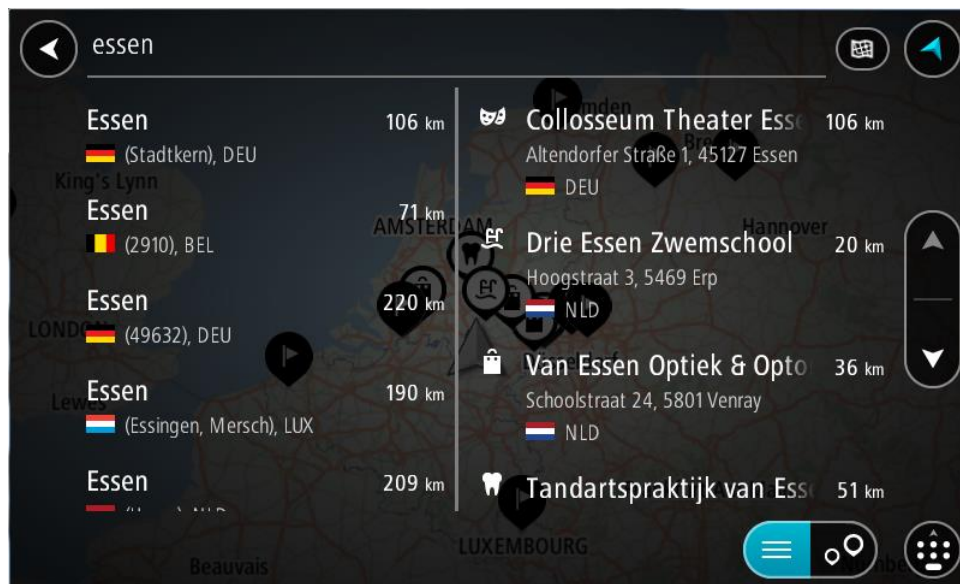 essen
Essen 106 km
(Stadtkern), DEU
Essen 71 km
(2910), BEL
Essen 220 km
(49632), DEU
Essen 190 km
(Essingen, Mersch), LUX
Essen 209 km
Collosseum Theater Ess 106 km
Altendorfer Straße 1, 45127 Essen
DEU
Drie Essen Zwemschool 20 km
Hoogstraat 3, 5469 Erp
NLD
Van Essen Optiek & Opto 36 km
Schoolstraat 24, 5801 Venray
NLD
Tandartspraktijk van Ess 51 km
King's Lynn
AMSTERDAM
Hannover
LONDO
Lewes
LUXEMBOURG
Beauvais